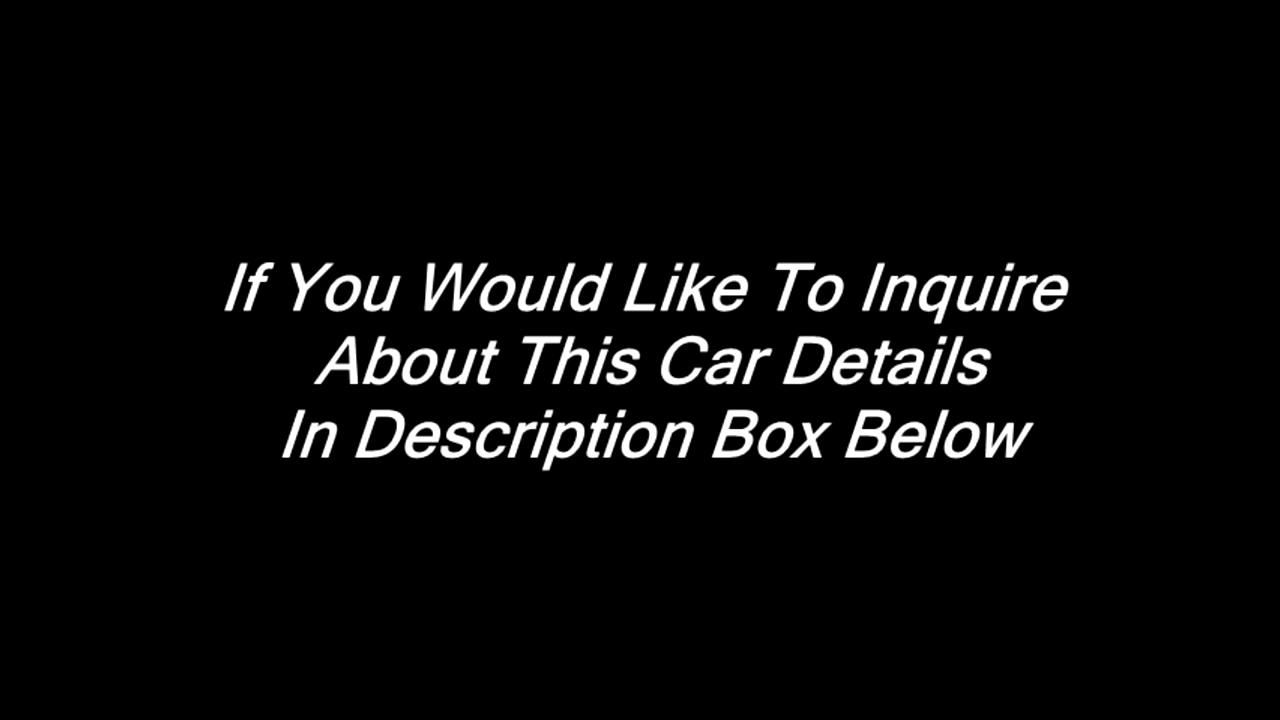 If You Would Like To Inquire
About This Car Details
In Description Box Below